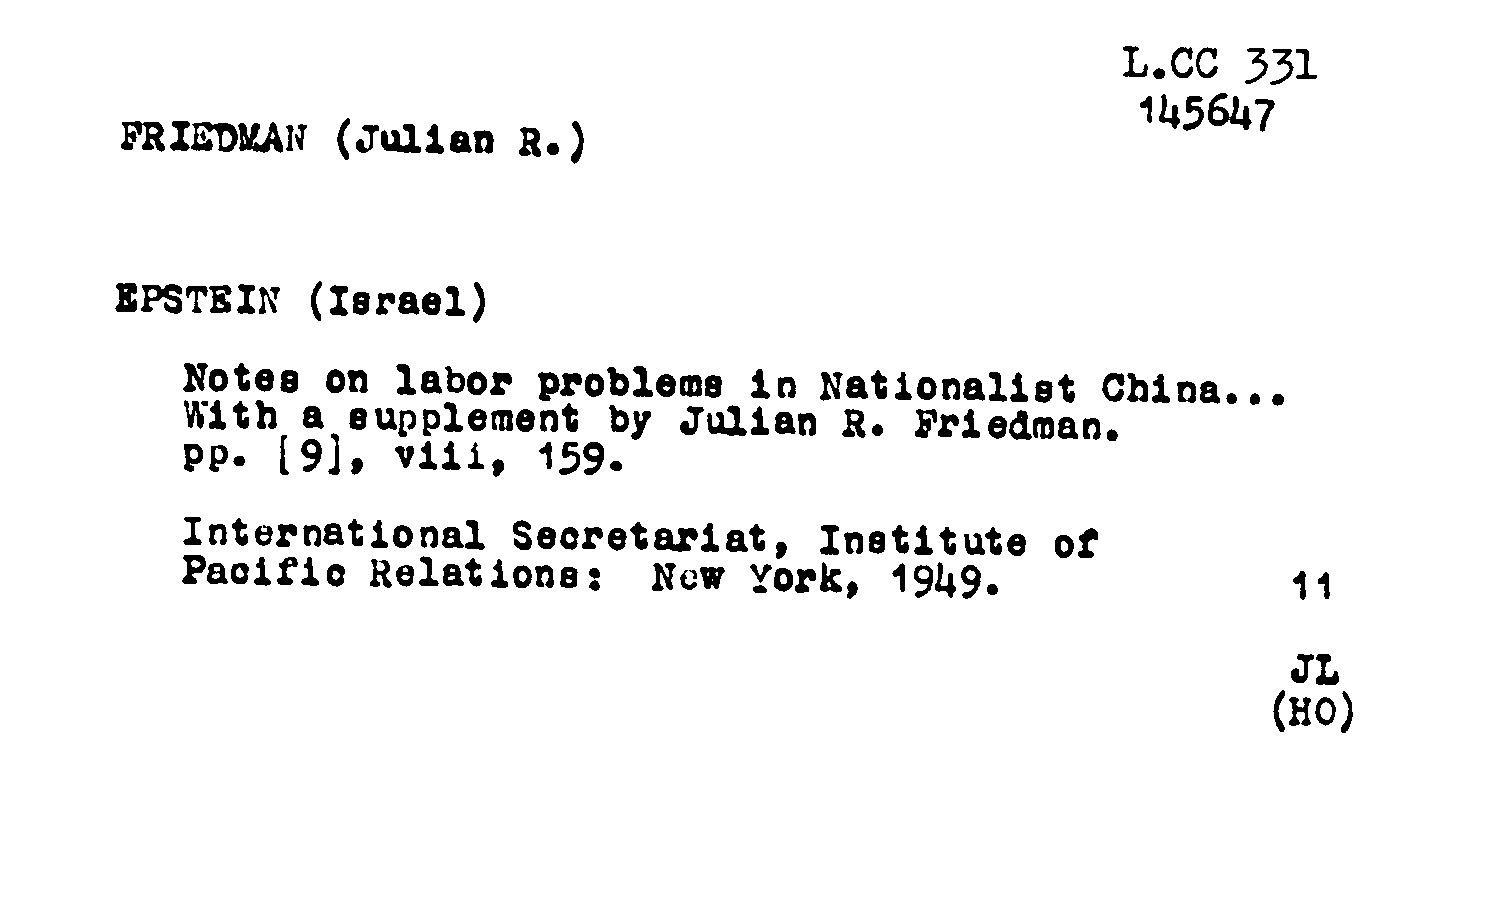 L.CC 331
145647
FRIEDMAN (Julian R.)
EPSTEIN (Israel)
Notes on labor problems in Nationalist China...
With a supplement by Julian R. Friedman.
pp. [9], viii, 159.
International Secretariat, Institute of
Pacific Relations: New York, 1949.
11
JL
(HO)